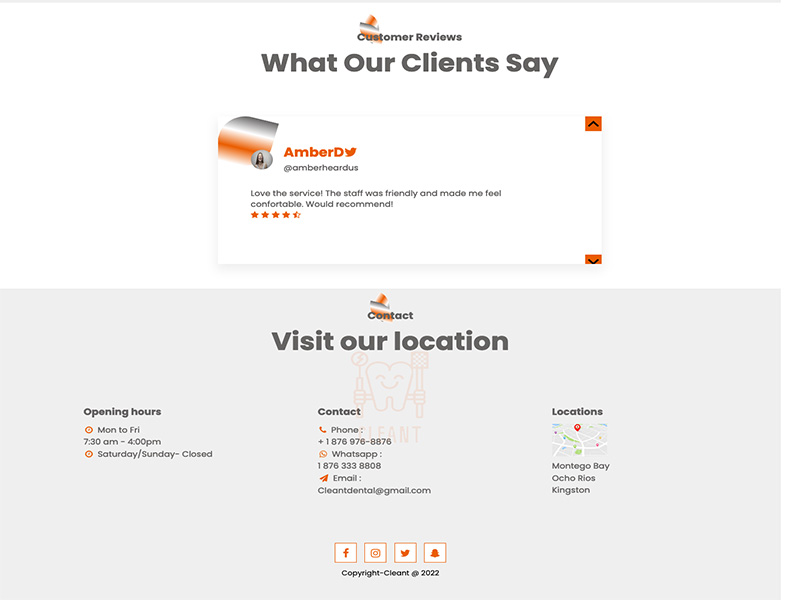 Customer Reviews
What Our Clients Say
AmberD
@amberheardus
Love the service! The staff was friendly and made me feel
confortable. Would recommend!
Contact
Visit our location
CLEANT
Opening hours
Mon to Fri
7:30 am - 4:00pm
Saturday/Sunday- Closed
Contact
Phone :
+ 1 876 976-8876
Whatsapp :
1 876 333 8808
Email :
Cleantdental@gmail.com
Locations
Montego Bay
Ocho Rios
Kingston
Copyright-Cleant @ 2022